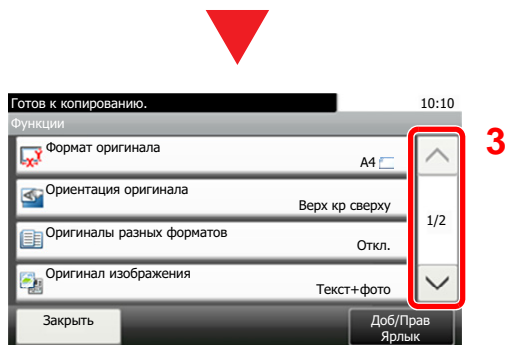 Готов к копированию.
10:10
Функции
Формат оригинала
A4
Ориентация оригинала
Верх кр сверху
Оригиналы разных форматов
Откл.
Оригинал изображения
Текст+фото
1/2
3
Закрыть
Доб/Прав
Ярлык